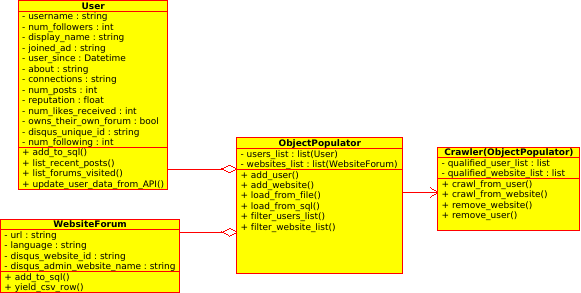 User
- username : string
- num_followers : int
- display_name : string
- joined_ad : string
- user_since : Datetime
- about : string
- connections : string
- num_posts : int
- reputation : float
- num_likes_received : int
- owns_their_own_forum : bool
- disqus_unique_id : string
- num_following : int
+ add_to_sql()
+ list_recent_posts()
+ list_forums_visited()
+ update_user_data_from_API()
WebsiteForum
- url : string
- language : string
- disqus_website_id : string
- disqus_admin_website_name : string
+ add_to_sql()
+ yield_csv_row()
ObjectPopulator
- users_list : list(User)
- websites_list : list(WebsiteForum)
+ add_user()
+ add_website()
+ load_from_file()
+ load_from_sql()
+ filter_users_list()
+ filter_website_list()
Crawler(ObjectPopulator)
- qualified_user_list : list
- qualified_website_list : list
+ crawl_from_user()
+ crawl_from_website()
+ remove_website()
+ remove_user()